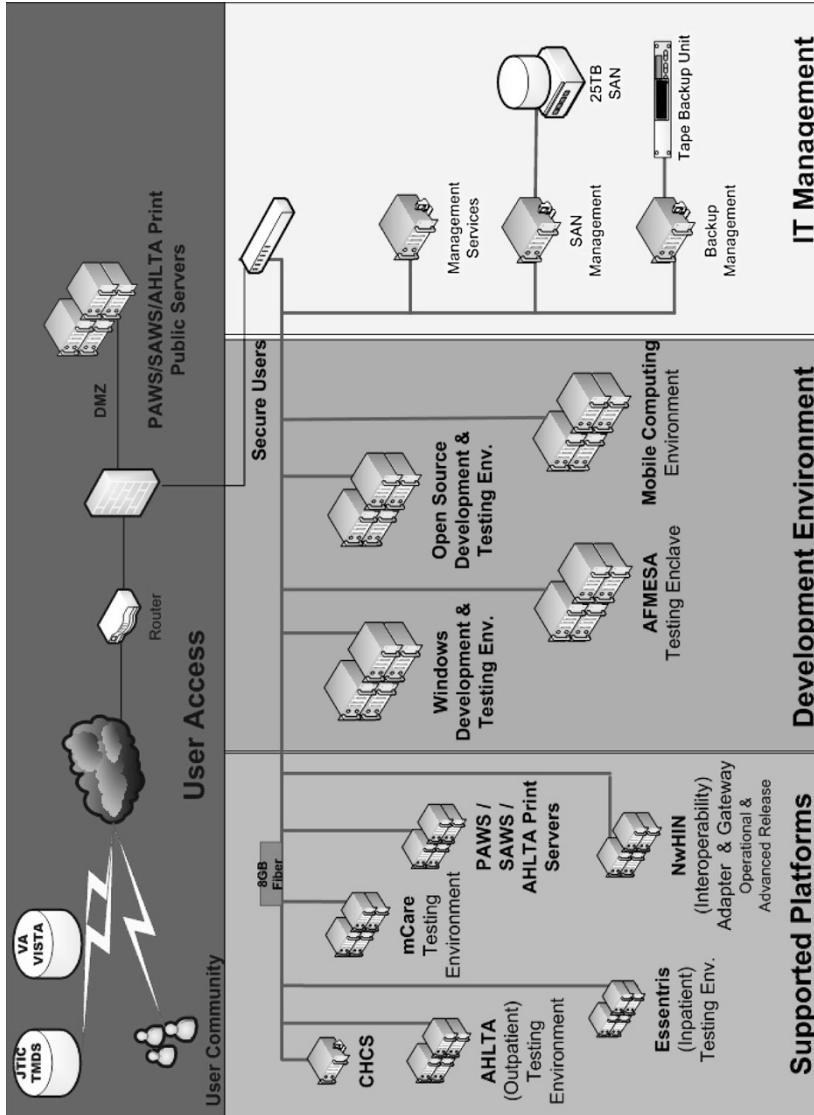 JTIC
TMDS
VA
VISTA
User Community
User Access
Router
DMZ
PAWS/SAWS/AHLTA Print
Public Servers
Secure Users
8GB
Fiber
CHCS
AHLTA
(Outpatient)
Testing
Environment
mCare
Testing
Environment
PAWS /
SAWS /
AHLTA Print
Servers
Essentris
(Inpatient)
Testing Env.
NwHIN
(Interoperability)
Adapter & Gateway
Operational &
Advanced Release
Supported Platforms
Windows
Development &
Testing Env.
Open Source
Development &
Testing Env.
AFMESA
Testing Enclave
Mobile Computing
Environment
Development Environment
Management
Services
SAN
Management
25TB
SAN
Backup
Management
Tape Backup Unit
IT Management